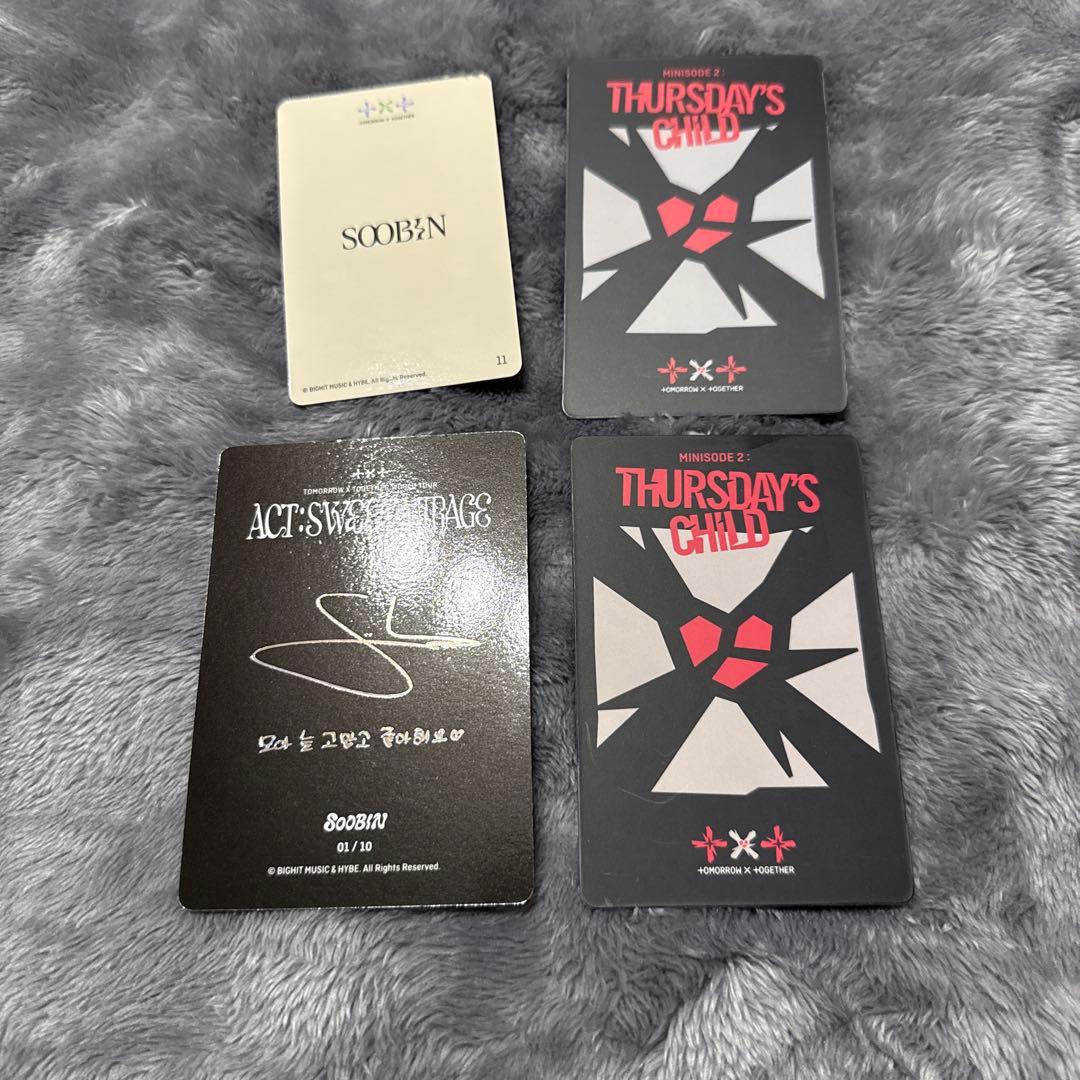 TOMORROW X TOGETHER
SOOBIN
11
© BIGHIT MUSIC & HYBE. All Rights Reserved.
MINISODE 2 :
THURSDAY'S
CHILD
TOMORROW X TOGETHER
TOMORROW X TOGETHER WORLD TOUR
ACT:SWEET MIRAGE
모아 늘 고맙고 좋아해요♡
SOOBIN
01 / 10
© BIGHIT MUSIC & HYBE. All Rights Reserved.
MINISODE 2 :
THURSDAY'S
CHILD
TOMORROW X TOGETHER